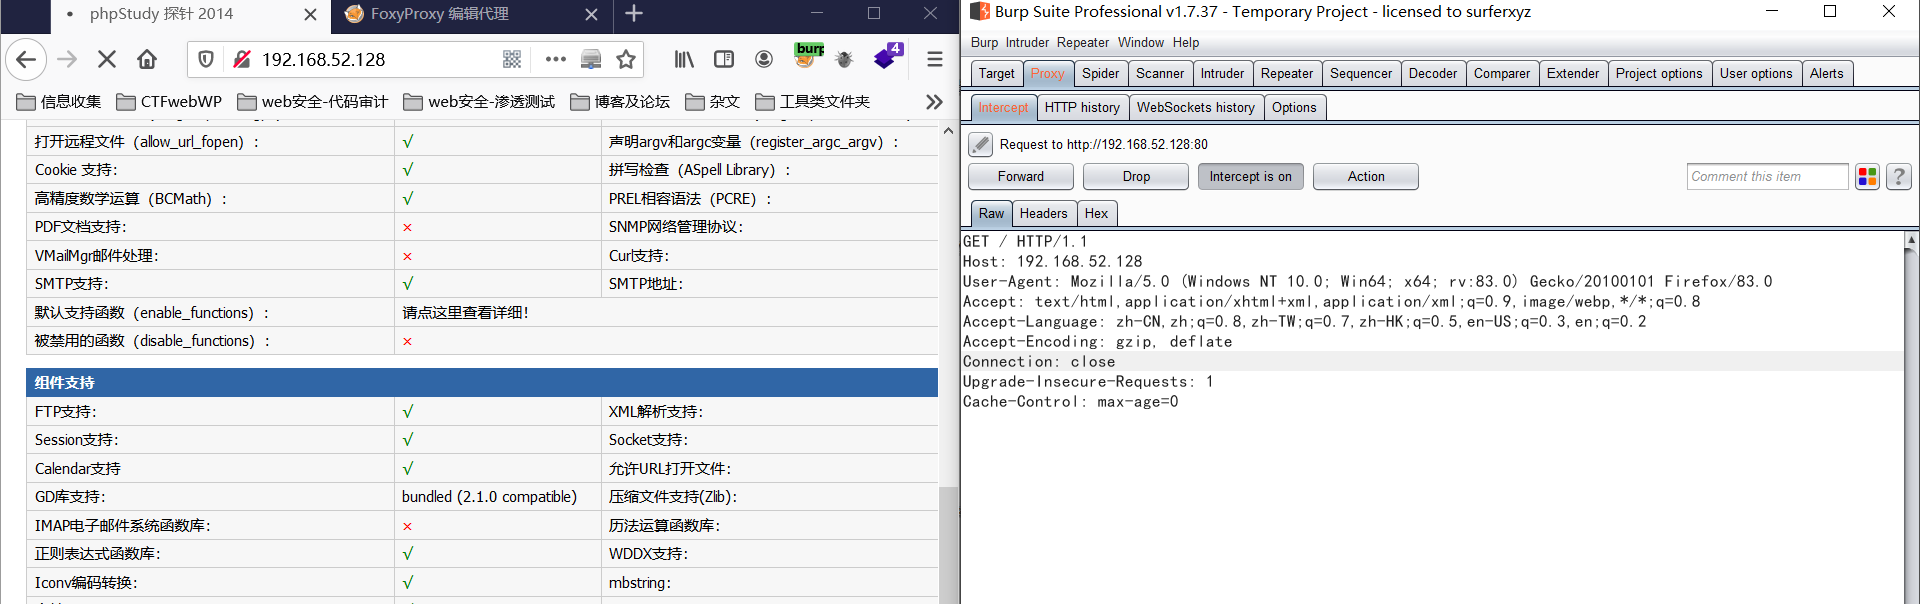 phpStudy 探针 2014
FoxyProxy 编辑代理
192.168.52.128
burp
4
信息收集
CTFwebWP
web安全-代码审计
web安全-渗透测试
博客及论坛
杂文
工具类文件夹
打开远程文件（allow_url_fopen）: √ 声明argv和argc变量（register_argc_argv）:
Cookie 支持: √ 拼写检查（ASpell Library）:
高精度数学运算（BCMath）: √ PREL相容语法（PCRE）:
PDF文档支持: × SNMP网络管理协议:
VMailMgr邮件处理: × Curl支持:
SMTP支持: √ SMTP地址:
默认支持函数（enable_functions）: 请点这里查看详细!
被禁用的函数（disable_functions）: ×
组件支持
FTP支持: √ XML解析支持:
Session支持: √ Socket支持:
Calendar支持 √ 允许URL打开文件:
GD库支持: bundled (2.1.0 compatible) 压缩文件支持(Zlib):
IMAP电子邮件系统函数库: × 历法运算函数库:
正则表达式函数库: √ WDDX支持:
Iconv编码转换: √ mbstring:
Burp Suite Professional v1.7.37 - Temporary Project - licensed to surferxyz
Burp Intruder Repeater Window Help
Target Proxy Spider Scanner Intruder Repeater Sequencer Decoder Comparer Extender Project options User options Alerts
Intercept HTTP history WebSockets history Options
Request to http://192.168.52.128:80
Forward Drop Intercept is on Action Comment this item ?
Raw Headers Hex
GET / HTTP/1.1
Host: 192.168.52.128
User-Agent: Mozilla/5.0 (Windows NT 10.0; Win64; x64; rv:83.0) Gecko/20100101 Firefox/83.0
Accept: text/html,application/xhtml+xml,application/xml;q=0.9,image/webp,*/*;q=0.8
Accept-Language: zh-CN,zh;q=0.8,zh-TW;q=0.7,zh-HK;q=0.5,en-US;q=0.3,en;q=0.2
Accept-Encoding: gzip, deflate
Connection: close
Upgrade-Insecure-Requests: 1
Cache-Control: max-age=0